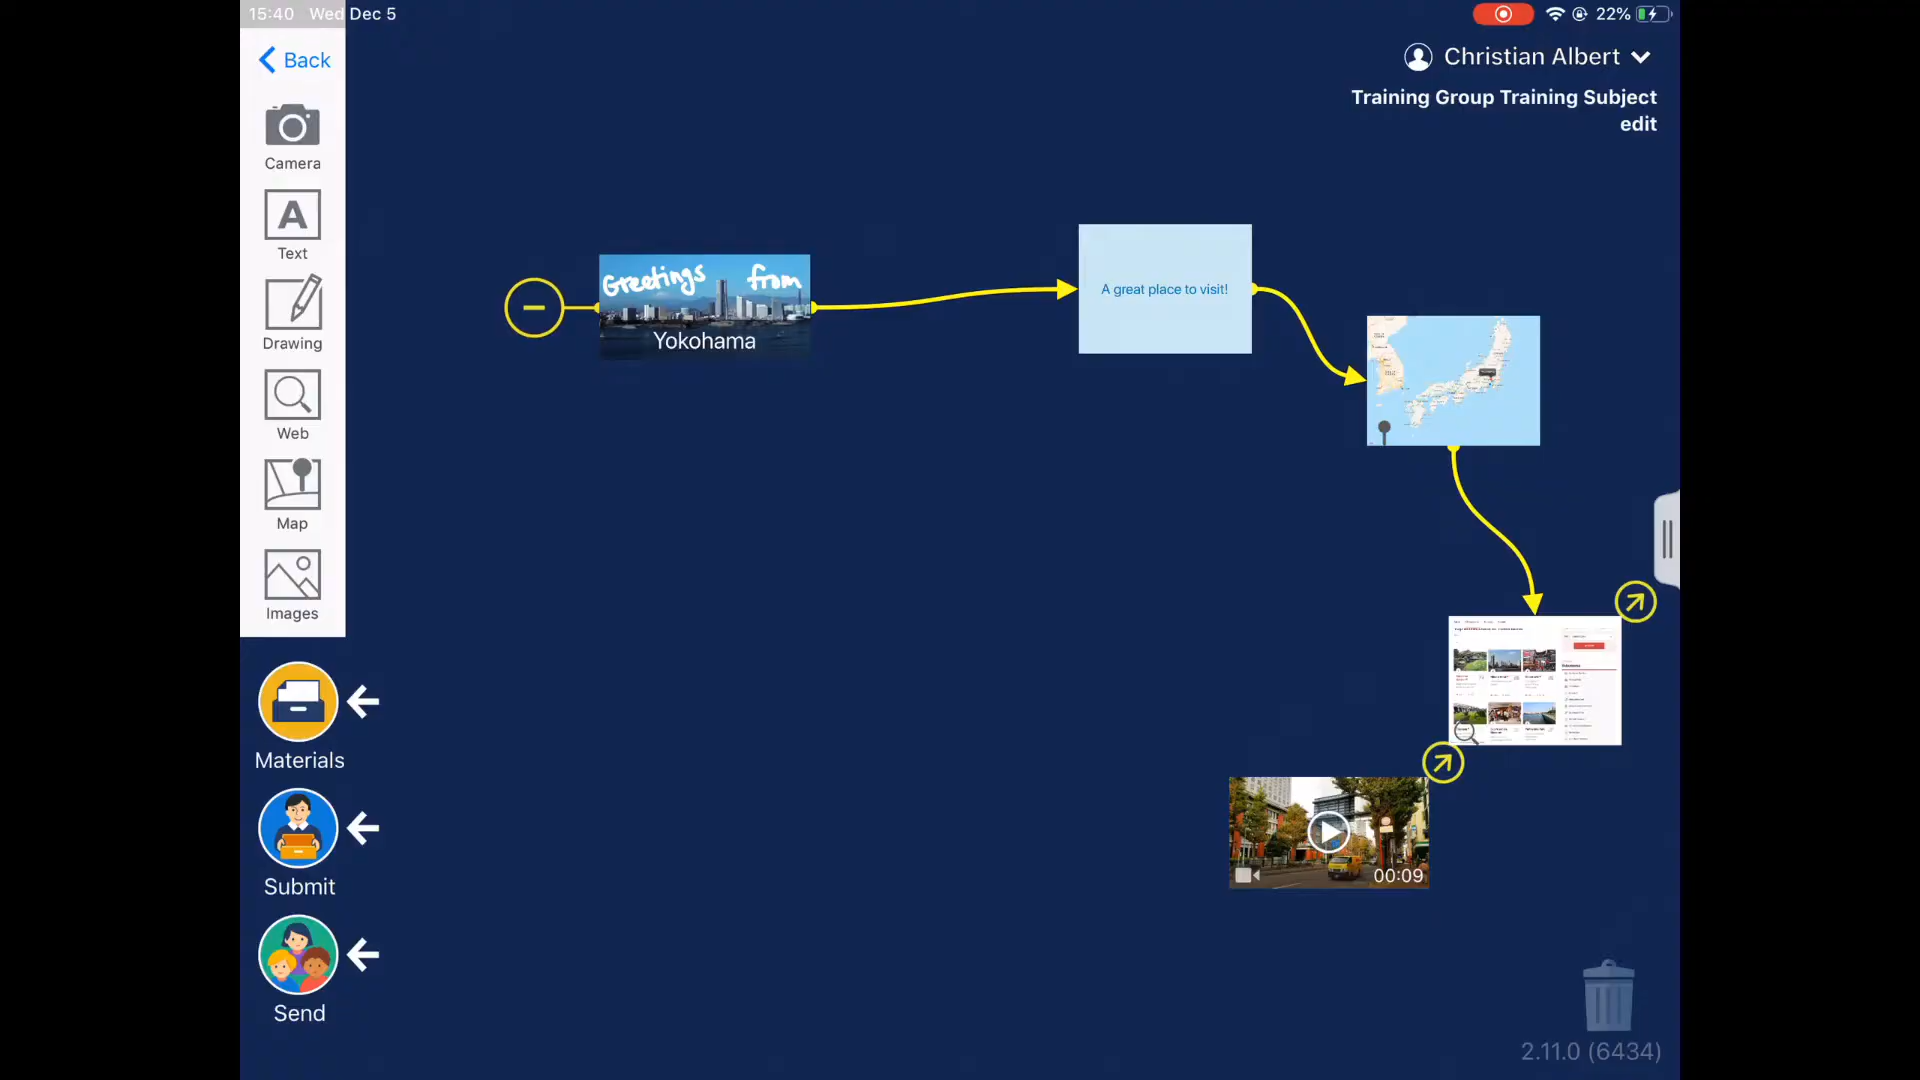 15:40 Wed Dec 5
22%
Back
Christian Albert
Training Group Training Subject
edit
Camera
Text
Drawing
Web
Map
Images
Greetings from
Yokohama
A great place to visit!
00:09
Materials
Submit
Send
2.11.0 (6434)